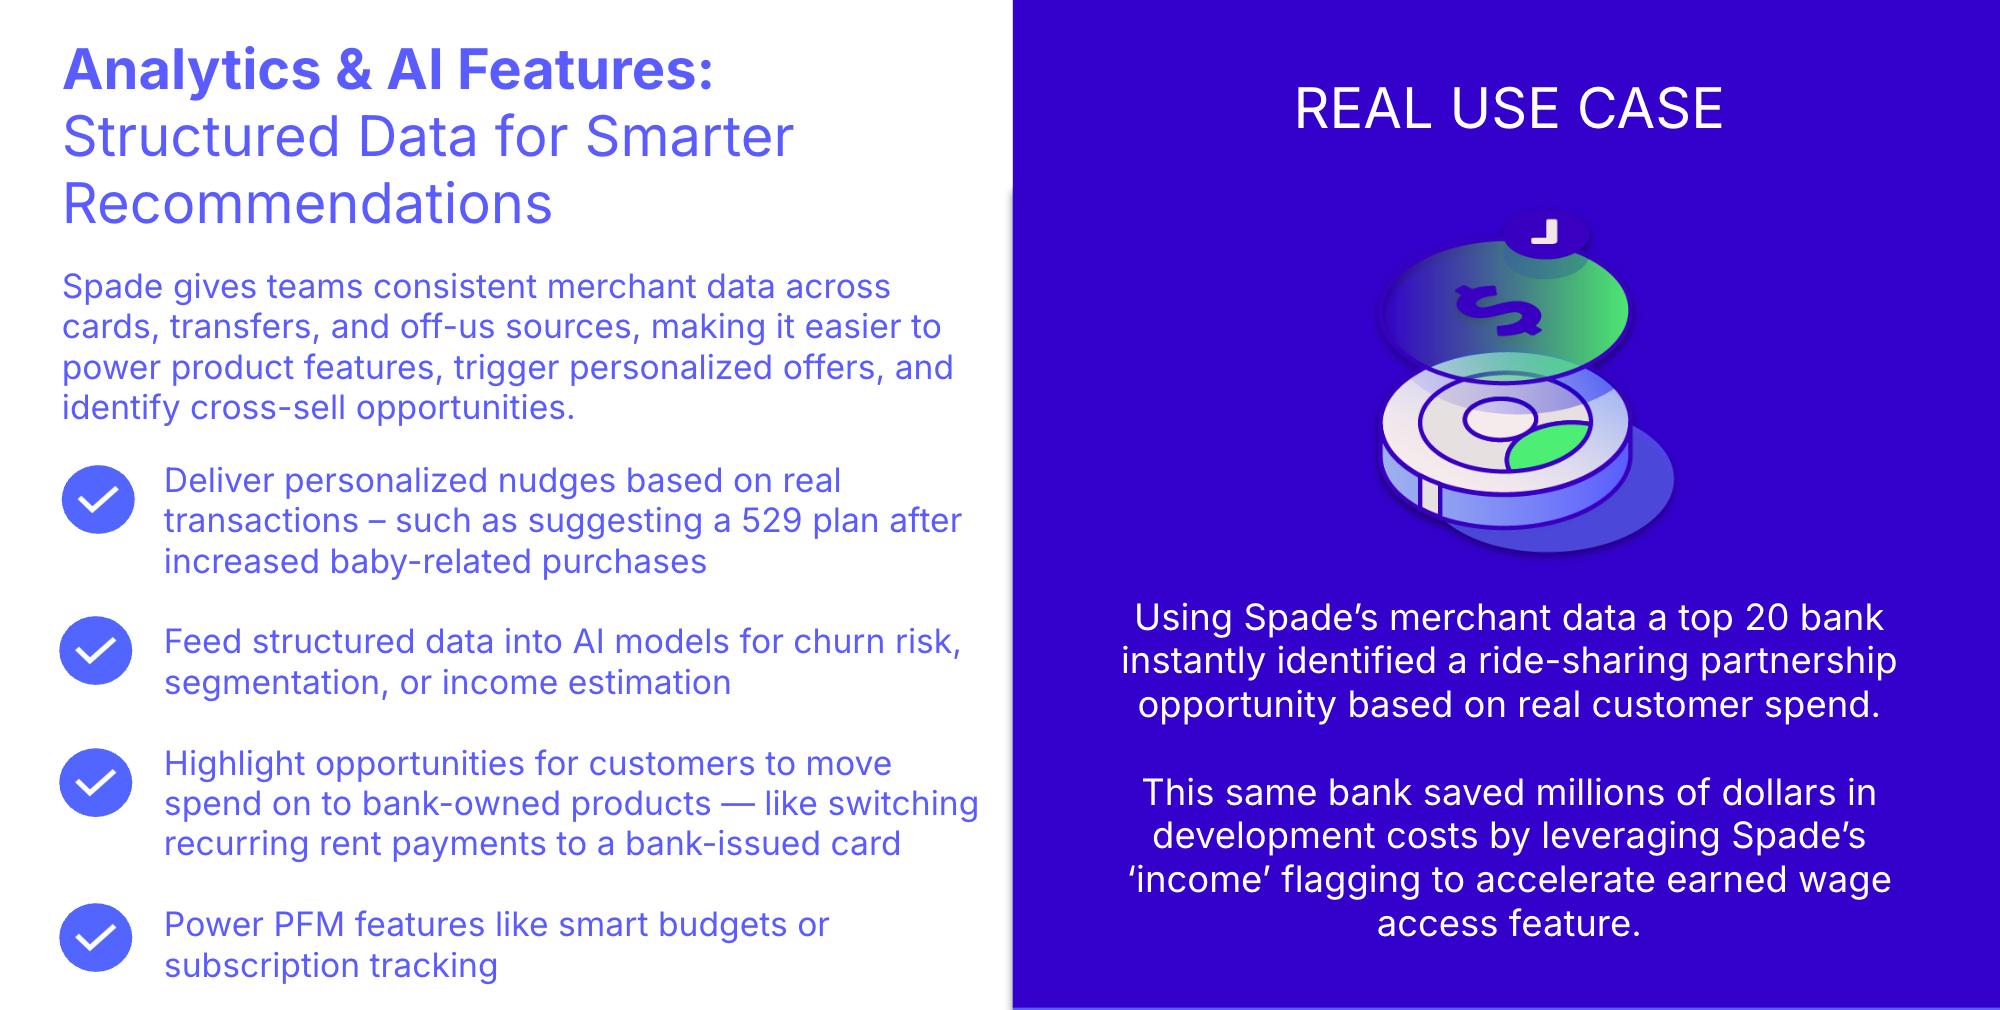 Analytics & AI Features:
Structured Data for Smarter
Recommendations
Spade gives teams consistent merchant data across
cards, transfers, and off-us sources, making it easier to
power product features, trigger personalized offers, and
identify cross-sell opportunities.
Deliver personalized nudges based on real
transactions – such as suggesting a 529 plan after
increased baby-related purchases
Feed structured data into AI models for churn risk,
segmentation, or income estimation
Highlight opportunities for customers to move
spend on to bank-owned products — like switching
recurring rent payments to a bank-issued card
Power PFM features like smart budgets or
subscription tracking
REAL USE CASE
$
Using Spade’s merchant data a top 20 bank
instantly identified a ride-sharing partnership
opportunity based on real customer spend.
This same bank saved millions of dollars in
development costs by leveraging Spade’s
‘income’ flagging to accelerate earned wage
access feature.